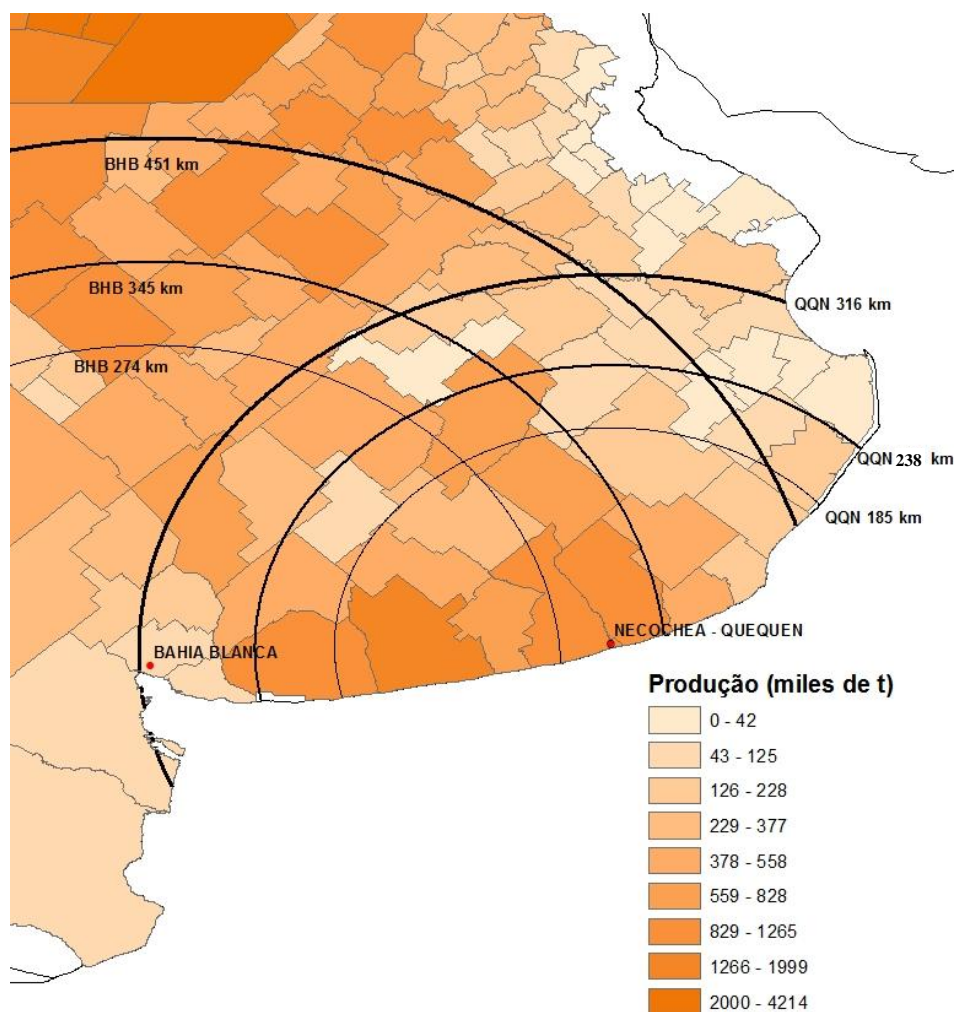 BHB 451 km
BHB 345 km
QQN 316 km
BHB 274 km
QQN 238 km
QQN 185 km
NECOCHEA - QUEQUEN
BAHIA BLANCA
Produção (miles de t)
0 - 42
43 - 125
126 - 228
229 - 377
378 - 558
559 - 828
829 - 1265
1266 - 1999
2000 - 4214